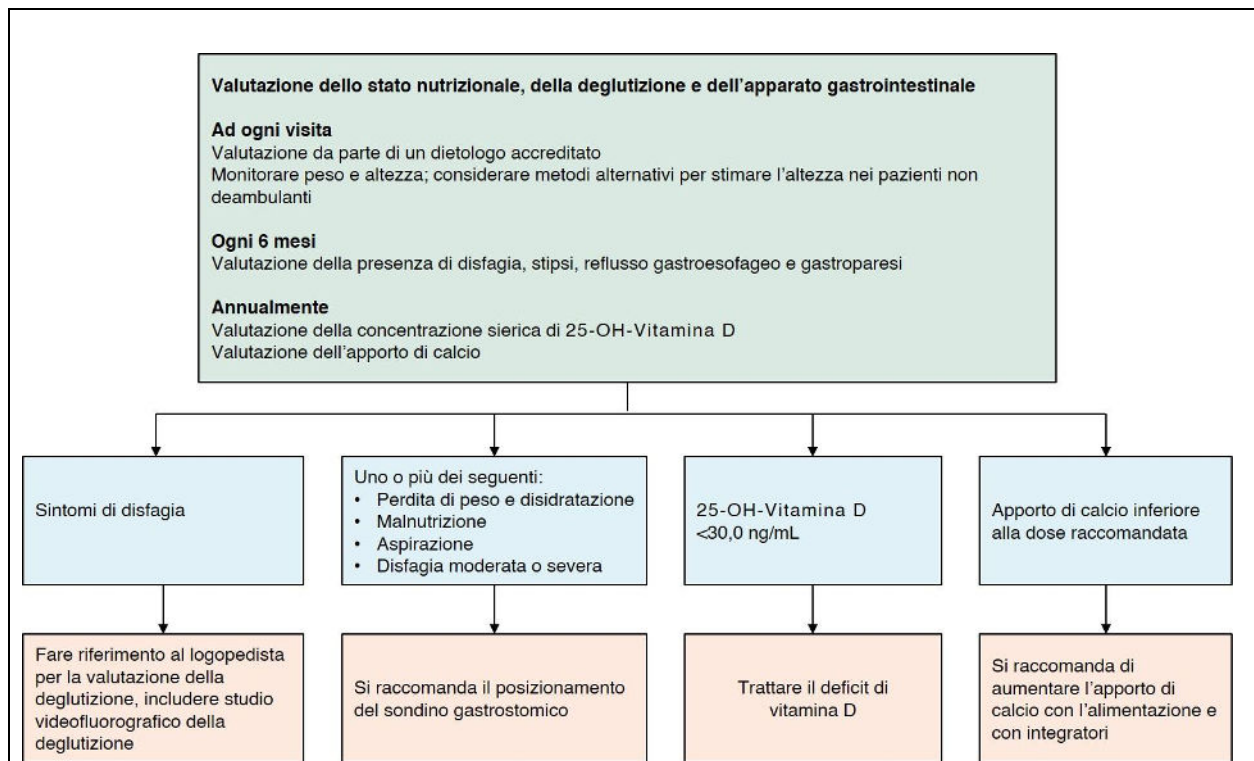 Valutazione dello stato nutrizionale, della deglutizione e dell'apparato gastrointestinale
Ad ogni visita
Valutazione da parte di un dietologo accreditato
Monitorare peso e altezza; considerare metodi alternativi per stimare l'altezza nei pazienti non
deambulanti
Ogni 6 mesi
Valutazione della presenza di disfagia, stipsi, reflusso gastroesofageo e gastroparesi
Annualmente
Valutazione della concentrazione sierica di 25-OH-Vitamina D
Valutazione dell'apporto di calcio
Sintomi di disfagia
Uno o più dei seguenti:
• Perdita di peso e disidratazione
• Malnutrizione
• Aspirazione
• Disfagia moderata o severa
25-OH-Vitamina D
<30,0 ng/mL
Apporto di calcio inferiore
alla dose raccomandata
Fare riferimento al logopedista
per la valutazione della
deglutizione, includere studio
videofluorografico della
deglutizione
Si raccomanda il posizionamento
del sondino gastrostomico
Trattare il deficit di
vitamina D
Si raccomanda di
aumentare l'apporto di
calcio con l'alimentazione e
con integratori